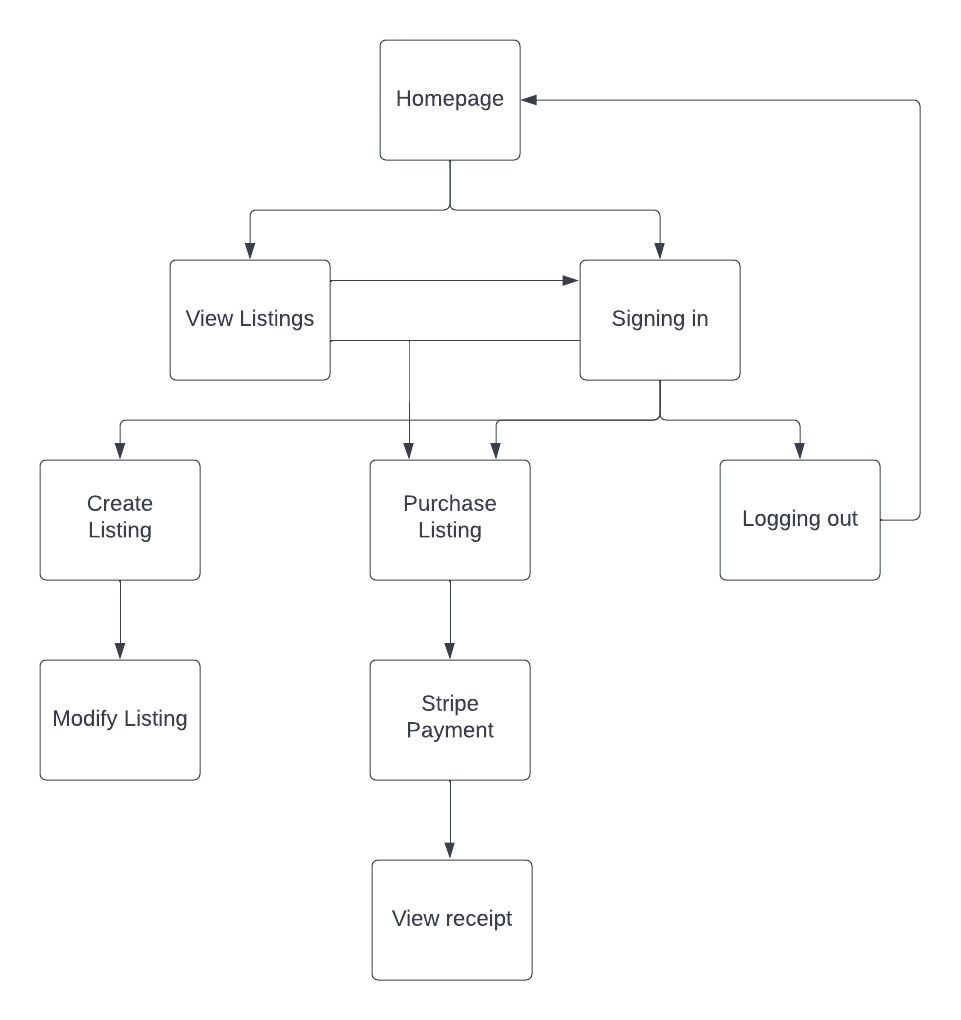 Homepage
View Listings
Signing in
Create
Listing
Purchase
Listing
Logging out
Modify Listing
Stripe
Payment
View receipt